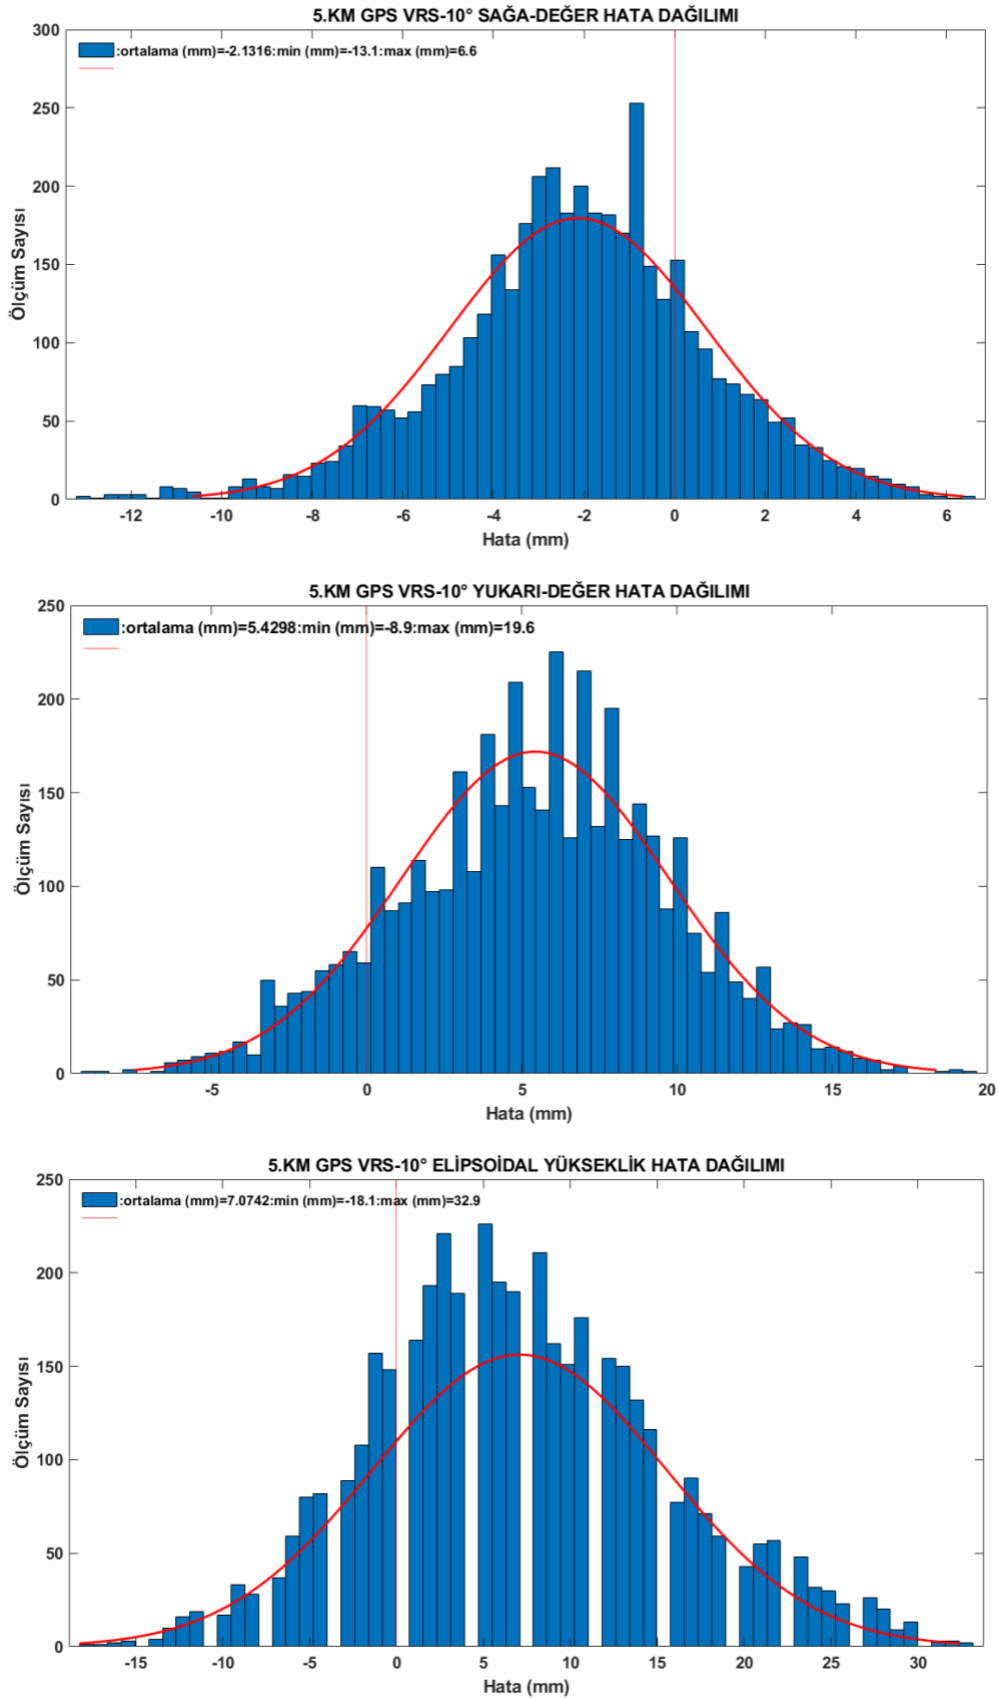 5.KM GPS VRS-10° SAĞA-DEĞER HATA DAĞILIMI
300
:ortalama (mm)=-2.1316:min (mm)=-13.1:max (mm)=6.6
250
200
150
100
50
0
Ölçüm Sayısı
-12 -10 -8 -6 -4 -2 0 2 4 6
Hata (mm)
5.KM GPS VRS-10° YUKARI-DEĞER HATA DAĞILIMI
250
:ortalama (mm)=5.4298:min (mm)=-8.9:max (mm)=19.6
200
150
100
50
0
Ölçüm Sayısı
-5 0 5 10 15 20
Hata (mm)
5.KM GPS VRS-10° ELİPSOİDAL YÜKSEKLİK HATA DAĞILIMI
250
:ortalama (mm)=7.0742:min (mm)=-18.1:max (mm)=32.9
200
150
100
50
0
Ölçüm Sayısı
-15 -10 -5 0 5 10 15 20 25 30
Hata (mm)